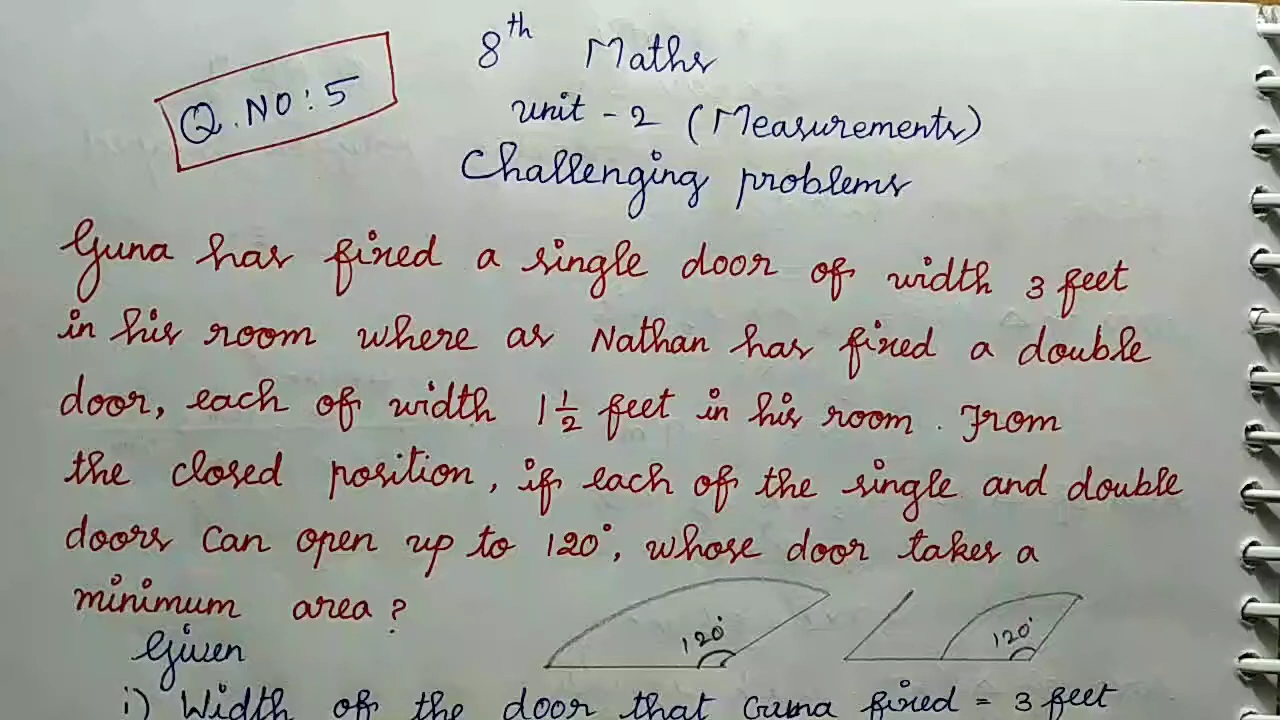 Q.NO:5
8th Maths
unit - 2 (Measurements)
Challenging problems
Guna has fixed a single door of width 3 feet
in his room where as Nathan has fixed a double
door, each of width 1 1/2 feet in his room. From
the closed position, if each of the single and double
doors can open up to 120°, whose door takes a
minimum area?
120° 120°
Given
i) Width of the door that Guna fixed = 3 feet